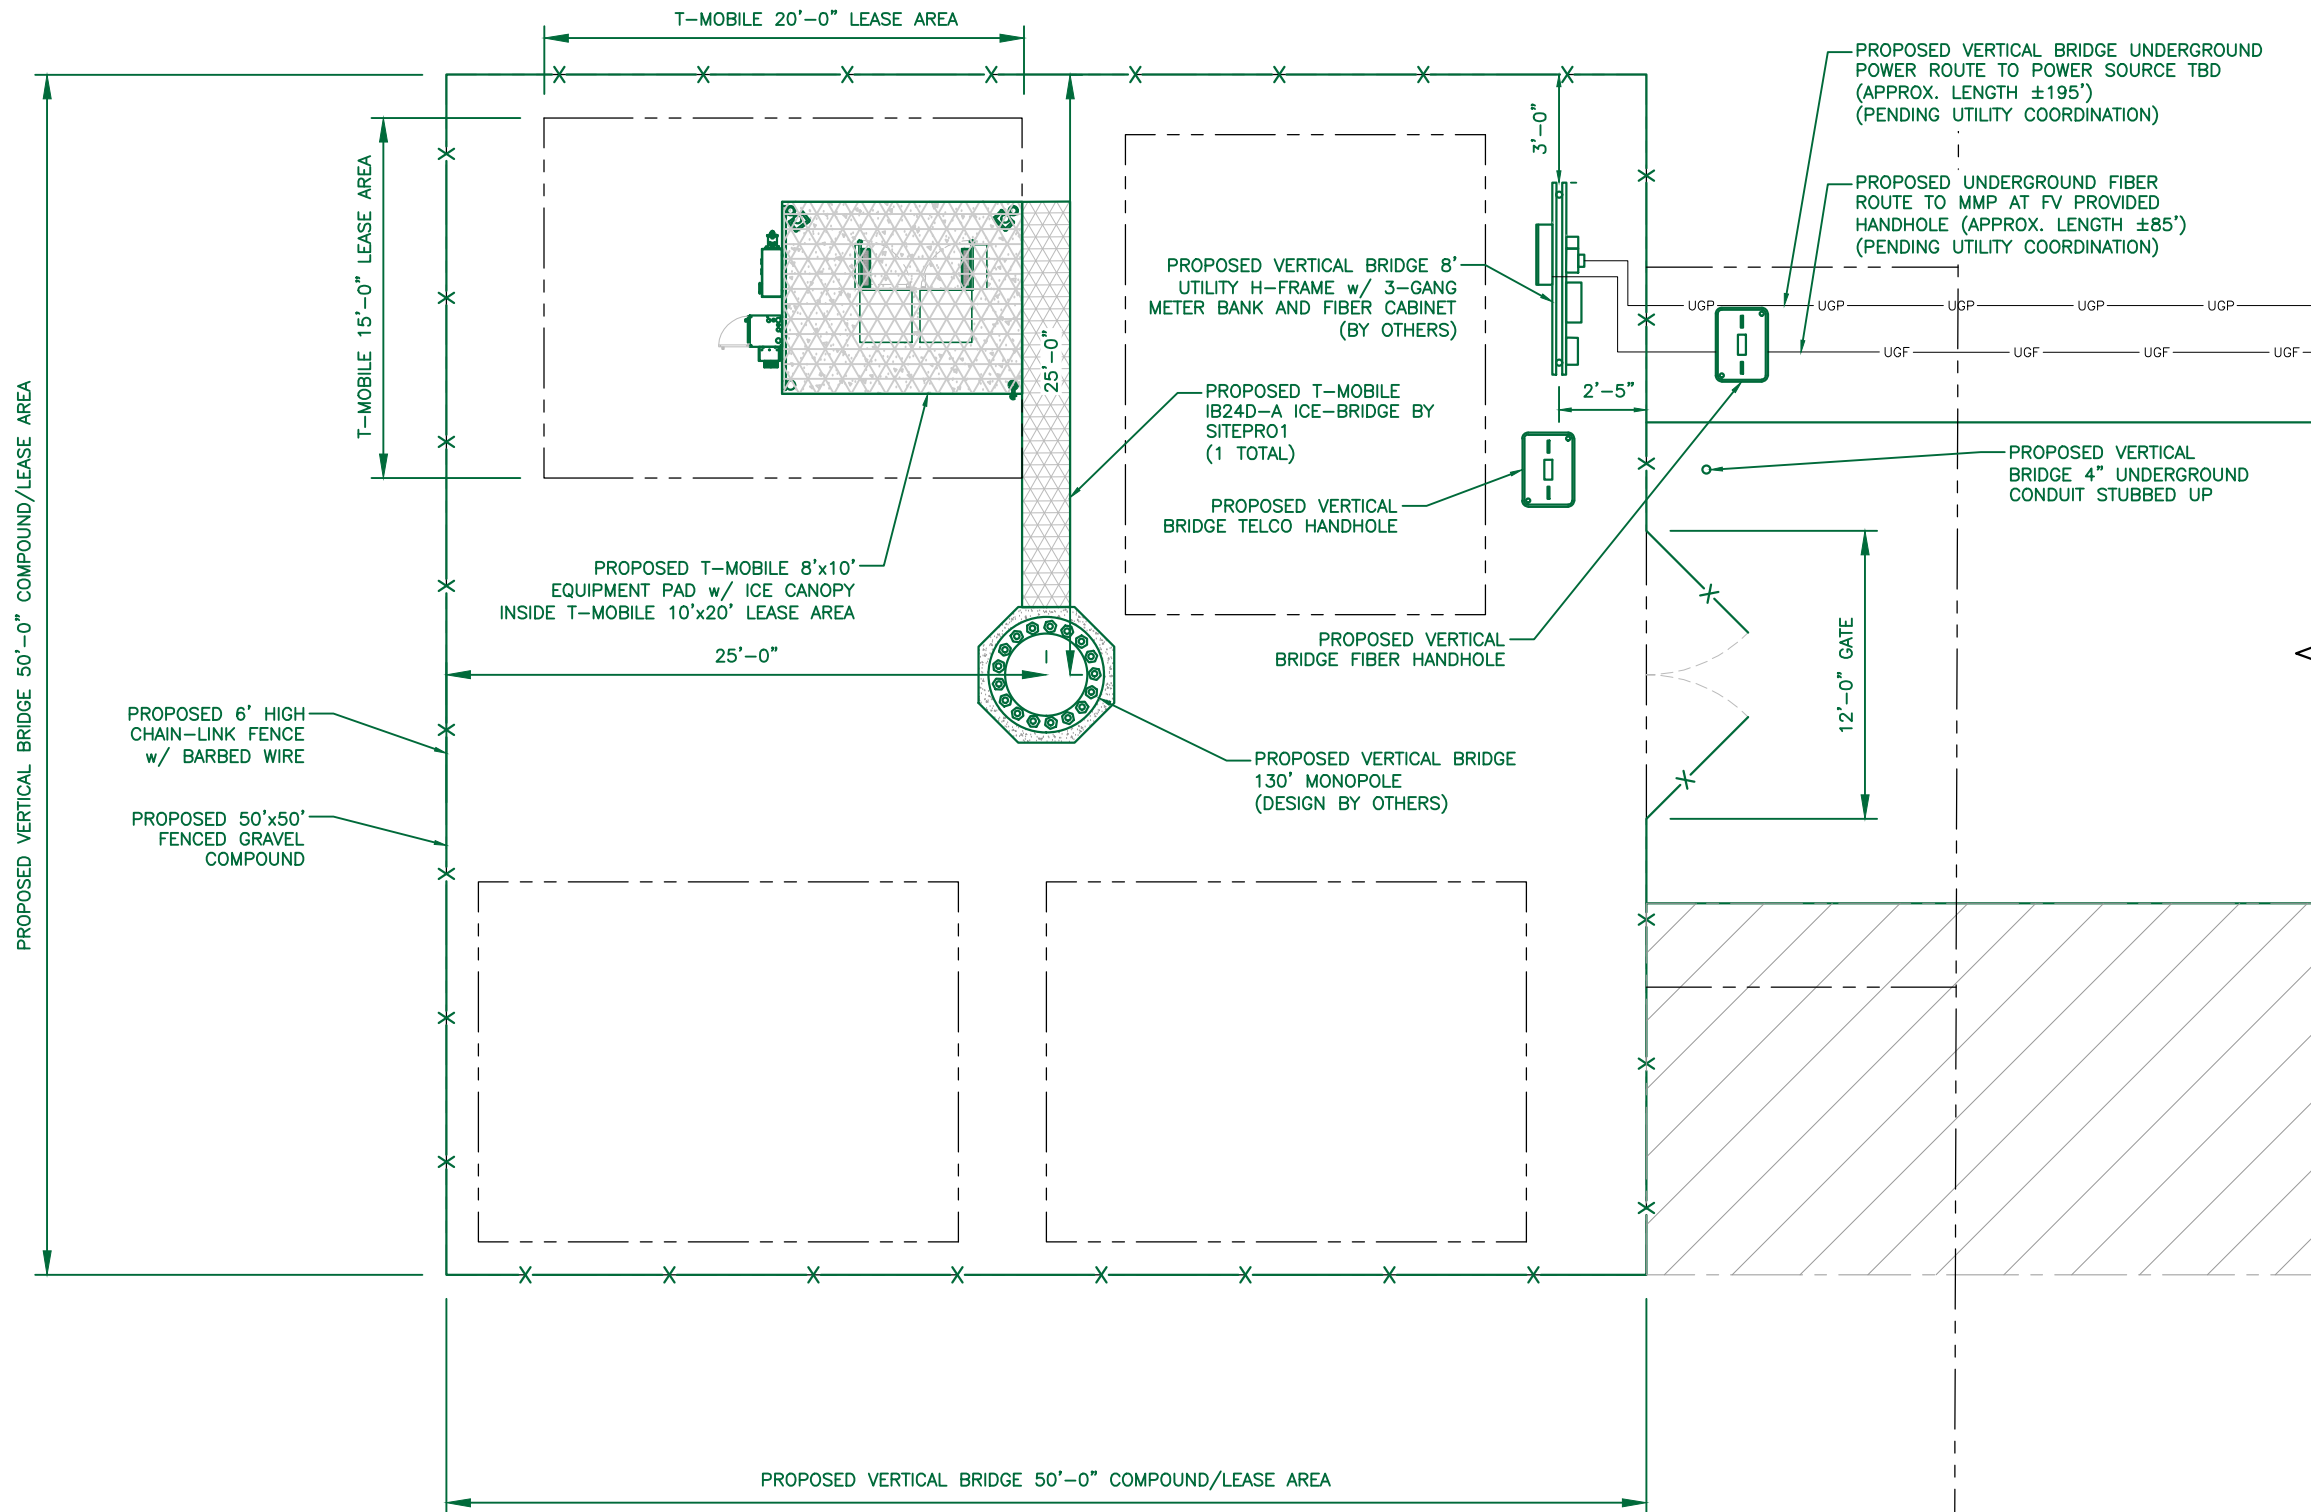 T-MOBILE 20'-0" LEASE AREA
PROPOSED VERTICAL BRIDGE UNDERGROUND
POWER ROUTE TO POWER SOURCE TBD
(APPROX. LENGTH ±195')
(PENDING UTILITY COORDINATION)
3'-0"
T-MOBILE 15'-0" LEASE AREA
PROPOSED UNDERGROUND FIBER
ROUTE TO MMP AT FV PROVIDED
HANDHOLE (APPROX. LENGTH ±85')
(PENDING UTILITY COORDINATION)
PROPOSED VERTICAL BRIDGE 8'
UTILITY H-FRAME w/ 3-GANG
METER BANK AND FIBER CABINET
(BY OTHERS)
UGP UGP UGP UGP UGP
UGF UGF UGF UGF
25'-0"
2'-5"
PROPOSED T-MOBILE
IB24D-A ICE-BRIDGE BY
SITEPRO1
(1 TOTAL)
PROPOSED VERTICAL
BRIDGE 4" UNDERGROUND
CONDUIT STUBBED UP
PROPOSED VERTICAL
BRIDGE TELCO HANDHOLE
PROPOSED T-MOBILE 8'x10'
EQUIPMENT PAD w/ ICE CANOPY
INSIDE T-MOBILE 10'x20' LEASE AREA
PROPOSED VERTICAL
BRIDGE FIBER HANDHOLE
25'-0"
12'-0" GATE
PROPOSED VERTICAL BRIDGE 50'-0" COMPOUND/LEASE AREA
PROPOSED 6' HIGH
CHAIN-LINK FENCE
w/ BARBED WIRE
PROPOSED VERTICAL BRIDGE
130' MONOPOLE
(DESIGN BY OTHERS)
PROPOSED 50'x50'
FENCED GRAVEL
COMPOUND
PROPOSED VERTICAL BRIDGE 50'-0" COMPOUND/LEASE AREA